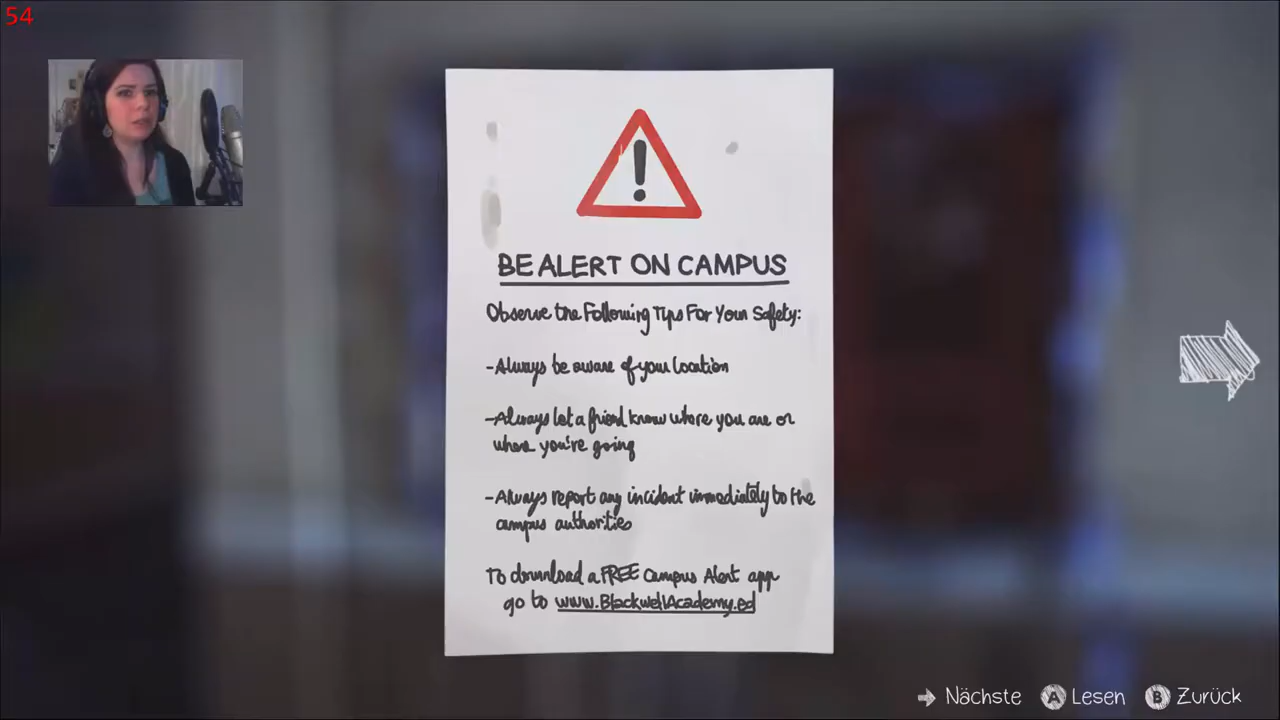 54
BE ALERT ON CAMPUS
Observe the Following Tips For Your Safety:
-Always be aware of your location
-Always let a friend know where you are or
where you're going
-Always report any incident immediately to the
campus authorities
To download a FREE Campus Alert app
go to www.BlackwellAcademy.ed
Nächste
A Lesen
B Zurück